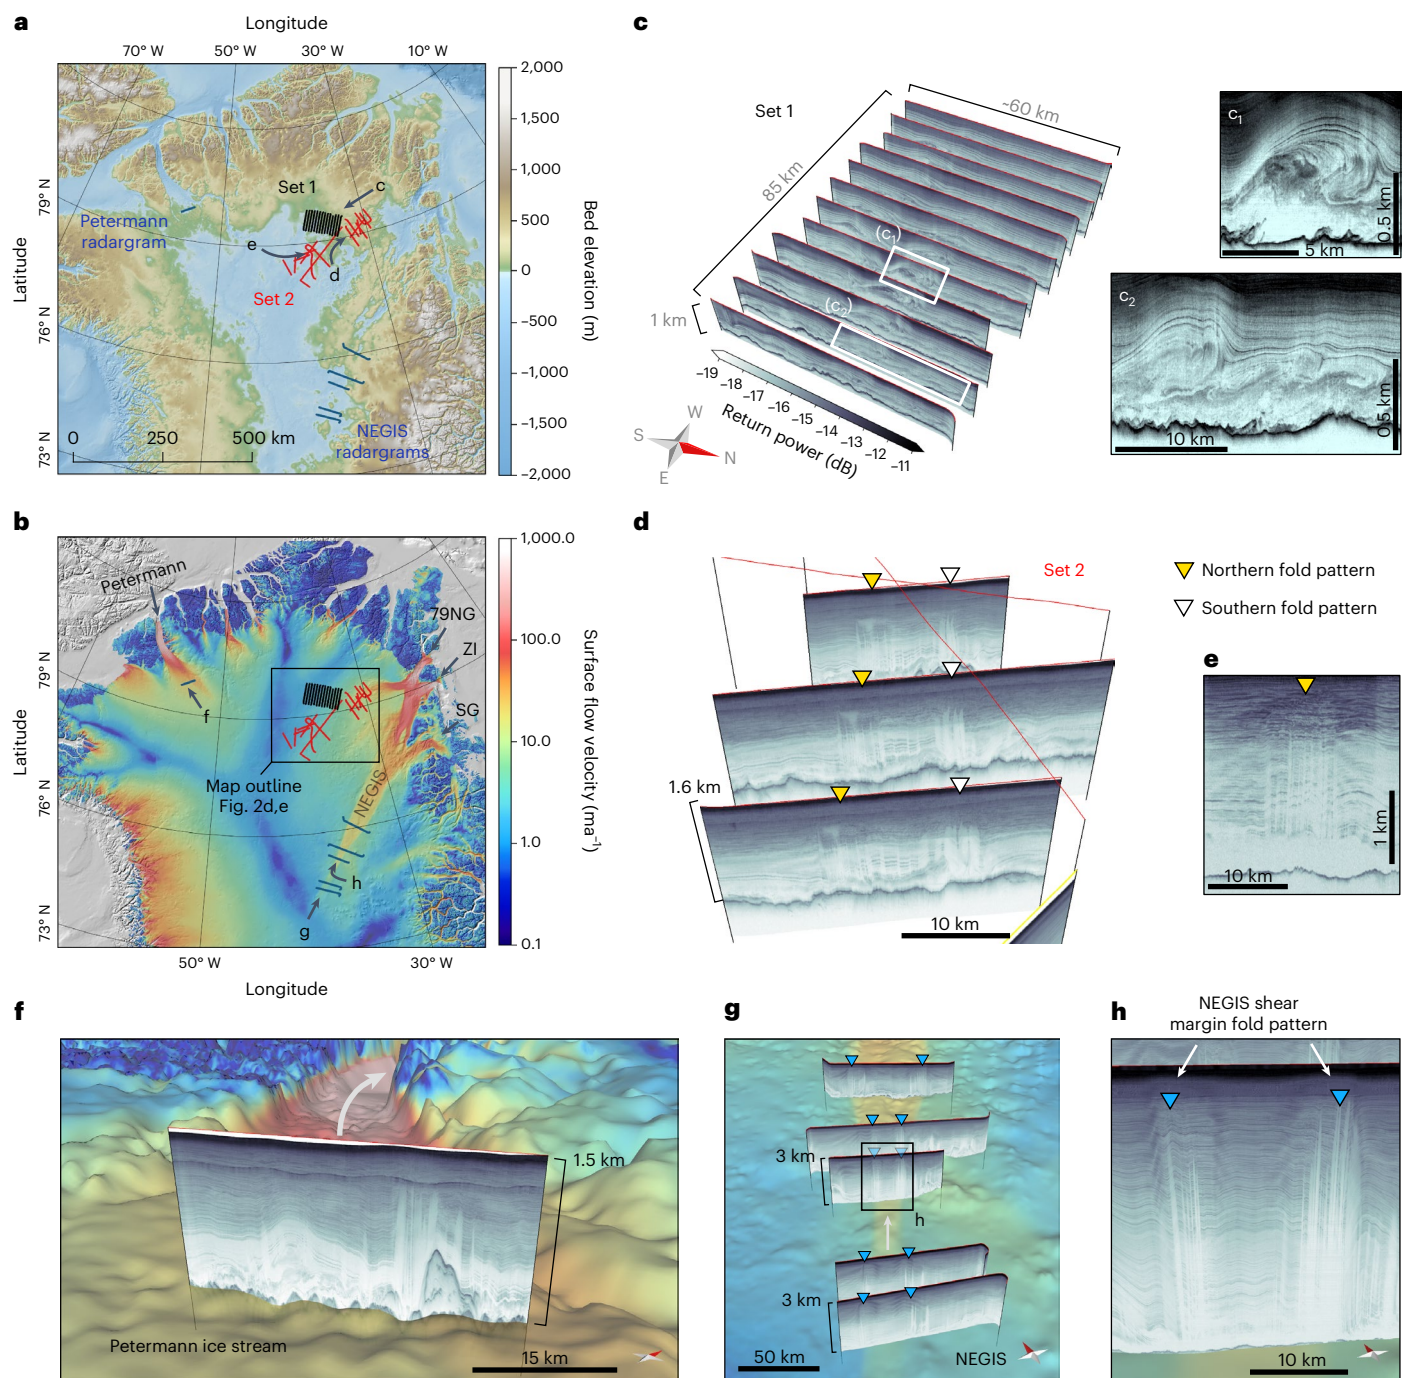 a
Longitude
70° W
50° W
30° W
10° W
Latitude
79° N
76° N
73° N
Set 1
c
Petermann
radargram
e
d
Set 2
NEGIS
radargrams
0
250
500 km
2,000
1,500
1,000
500
0
−500
−1,000
−1,500
−2,000
Bed elevation (m)
b
Petermann
79NG
ZI
SG
f
Map outline
Fig. 2d,e
NEGIS
h
g
Latitude
79° N
76° N
73° N
50° W
30° W
Longitude
1,000.0
100.0
10.0
1.0
0.1
Surface flow velocity (ma⁻¹)
c
Set 1
~60 km
85 km
(c₁)
(c₂)
1 km
−19
−18
−17
−16
−15
−14
−13
−12
−11
Return power (dB)
W
S
N
E
c₁
0.5 km
5 km
c₂
0.5 km
10 km
d
Set 2
1.6 km
10 km
Northern fold pattern
Southern fold pattern
e
1 km
10 km
f
1.5 km
Petermann ice stream
15 km
g
3 km
h
3 km
50 km
NEGIS
h
NEGIS shear
margin fold pattern
10 km